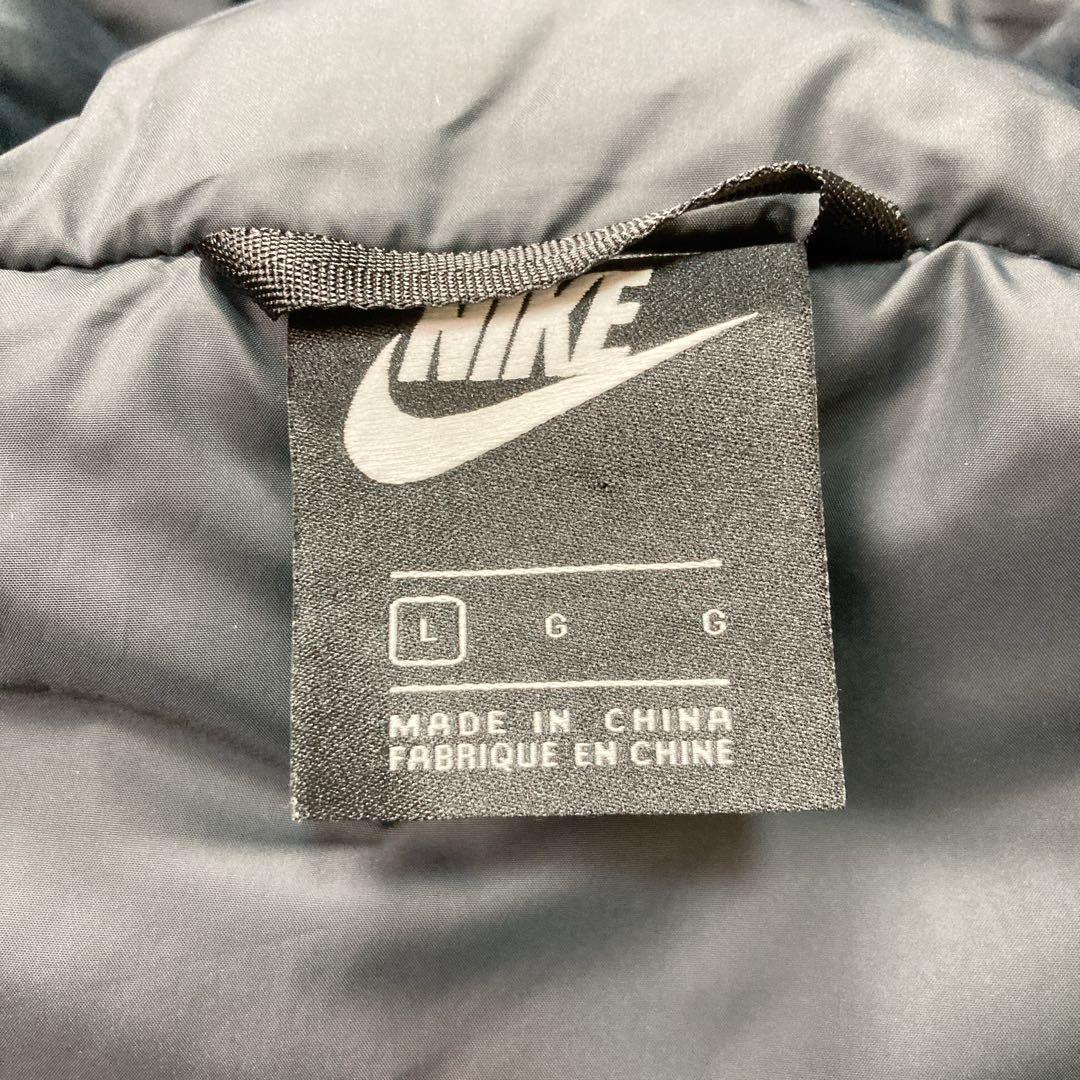 NIKE
L G G
MADE IN CHINA
FABRIQUE EN CHINE